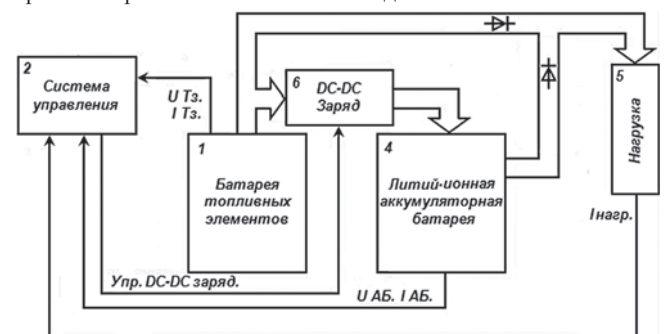 2
Система
управления
U Тз.
I Тз.
6
DC-DC
Заряд
5
Нагрузка
1
Батарея
топливных
элементов
4
Литий-ионная
аккумуляторная
батарея
I нагр.
Упр. DC-DC заряд.
U АБ. I АБ.